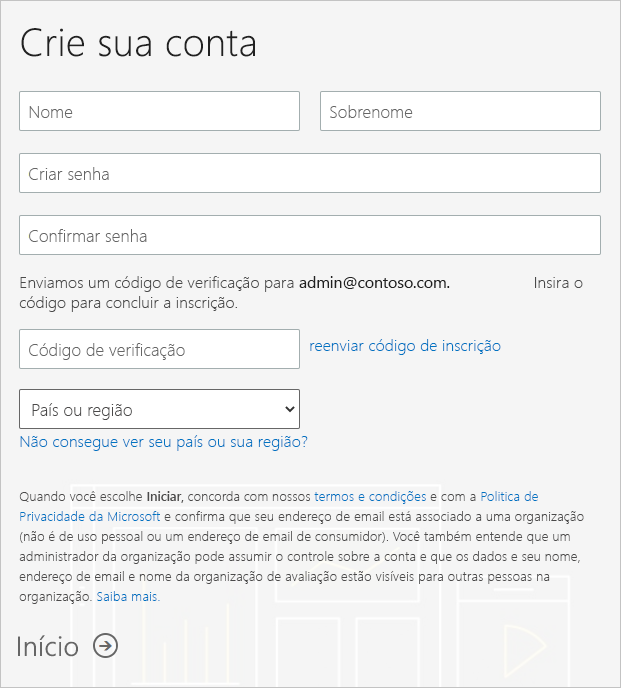 Crie sua conta
Nome
Sobrenome
Criar senha
Confirmar senha
Enviamos um código de verificação para admin@contoso.com. Insira o
código para concluir a inscrição.
Código de verificação
reenviar código de inscrição
País ou região
Não consegue ver seu país ou sua região?
Quando você escolhe Iniciar, concorda com nossos termos e condições e com a Politica de
Privacidade da Microsoft e confirma que seu endereço de email está associado a uma organização
(não é de uso pessoal ou um endereço de email de consumidor). Você também entende que um
administrador da organização pode assumir o controle sobre a conta e que os dados e seu nome,
endereço de email e nome da organização de avaliação estão visíveis para outras pessoas na
organização. Saiba mais.
Início